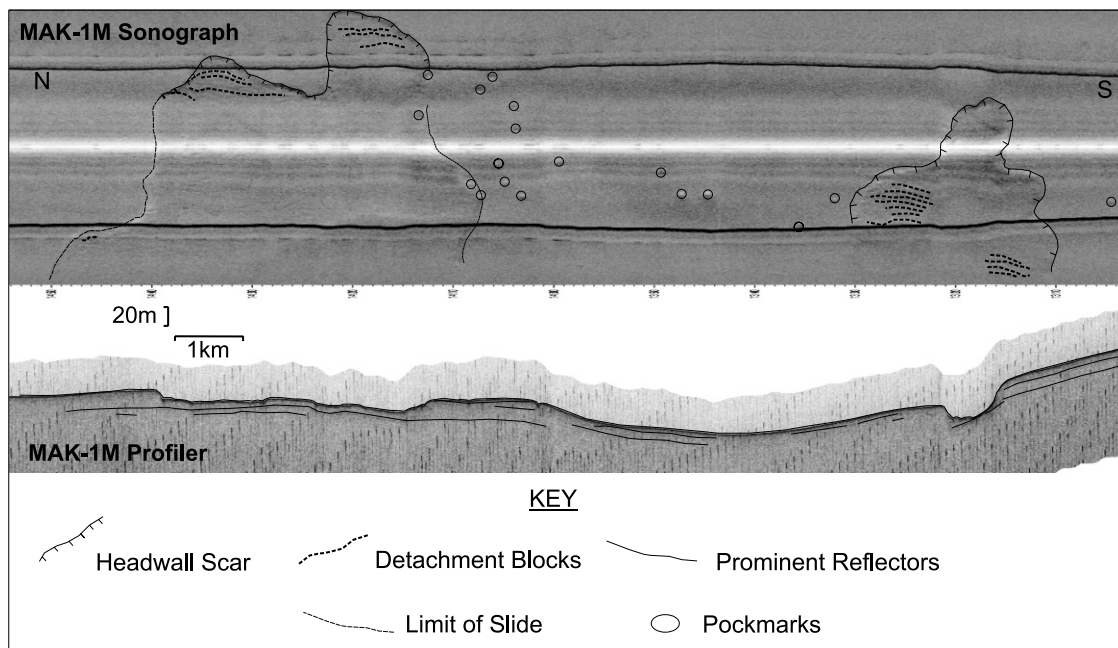 MAK-1M Sonograph
N
S
20m
1km
MAK-1M Profiler
KEY
Headwall Scar
Detachment Blocks
Prominent Reflectors
Limit of Slide
Pockmarks